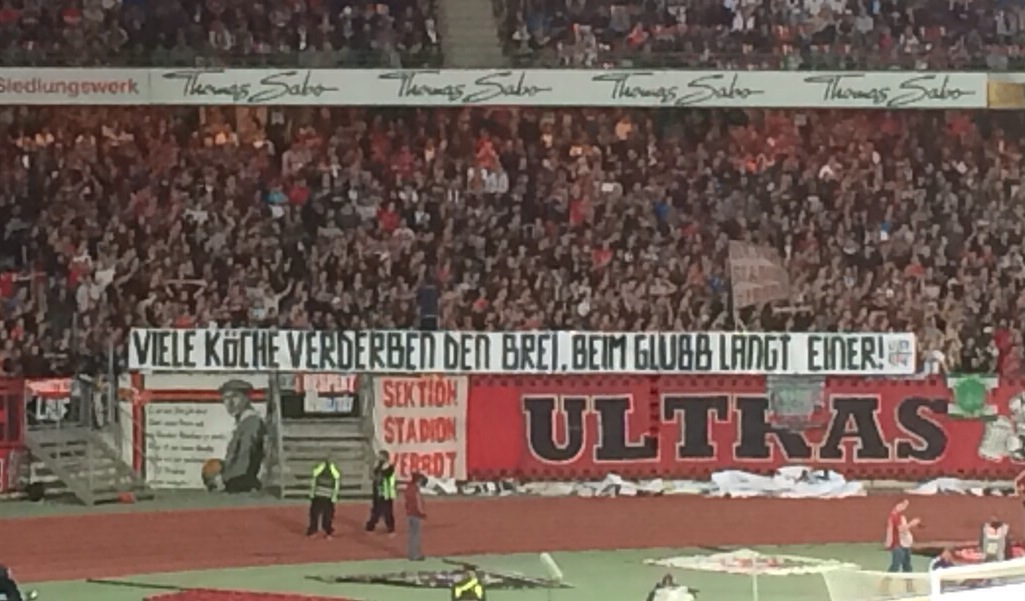 Siedlungswerk Thomas Sabo Thomas Sabo Thomas Sabo Thomas Sabo
VIELE KÖCHE VERDERBEN DEN BREI. BEIM GLUBB LANGT EINER!
SEKTION
STADION
VERBOT
ULTRAS